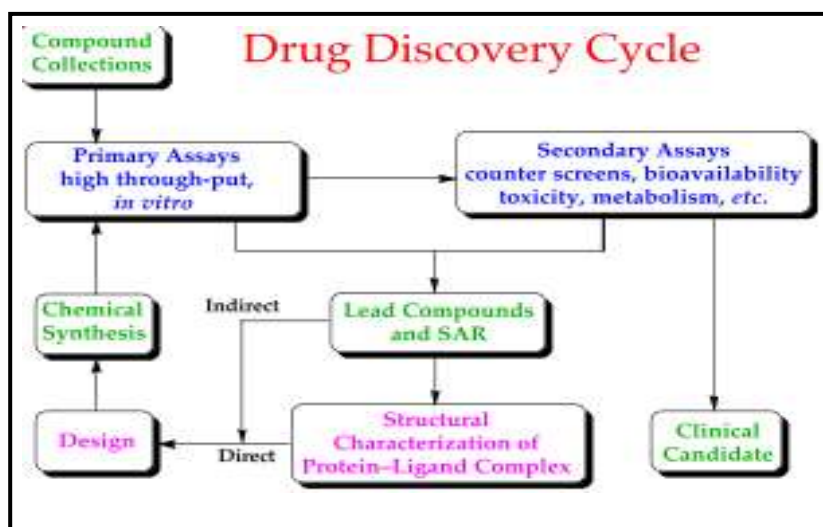 Compound
Collections
Drug Discovery Cycle
Primary Assays
high through-put,
in vitro
Secondary Assays
counter screens, bioavailability
toxicity, metabolism, etc.
Chemical
Synthesis
Indirect
Lead Compounds
and SAR
Design
Direct
Structural
Characterization of
Protein–Ligand Complex
Clinical
Candidate